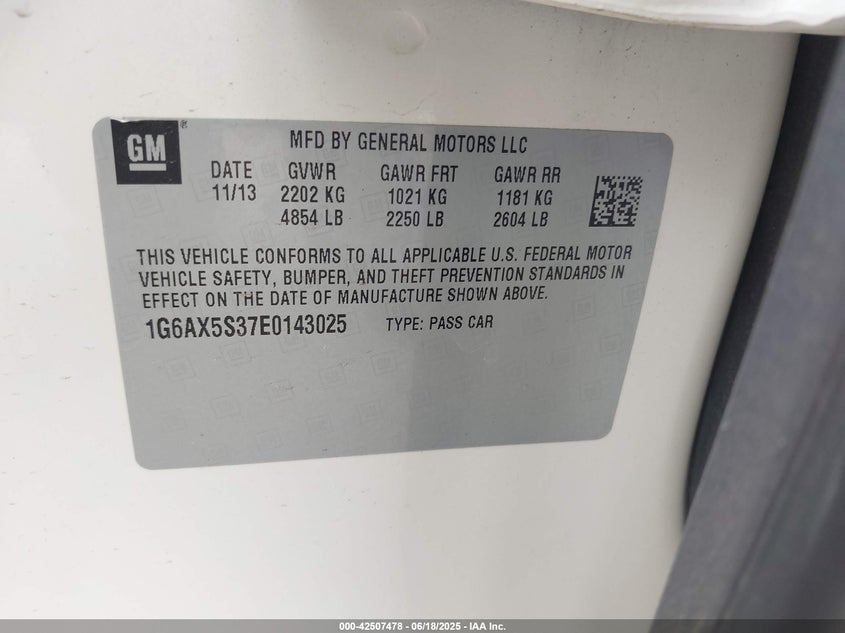 GM
MFD BY GENERAL MOTORS LLC
DATE GVWR GAWR FRT GAWR RR
11/13 2202 KG 1021 KG 1181 KG
4854 LB 2250 LB 2604 LB
THIS VEHICLE CONFORMS TO ALL APPLICABLE U.S. FEDERAL MOTOR
VEHICLE SAFETY, BUMPER, AND THEFT PREVENTION STANDARDS IN
EFFECT ON THE DATE OF MANUFACTURE SHOWN ABOVE.
1G6AX5S37E0143025 TYPE: PASS CAR
000-42507478 - 06/18/2025 - IAA Inc.